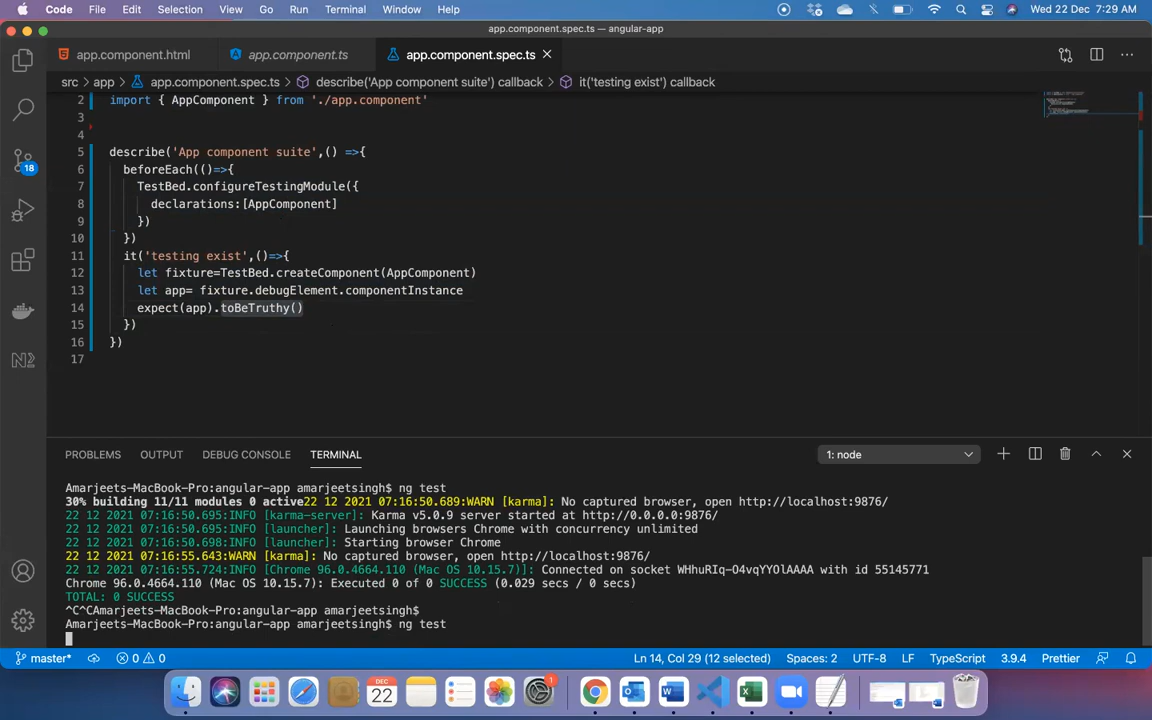 Code File Edit Selection View Go Run Terminal Window Help Wed 22 Dec 7:29 AM
app.component.spec.ts — angular-app
app.component.html app.component.ts app.component.spec.ts
src > app > app.component.spec.ts > describe('App component suite') callback > it('testing exist') callback
2 import { AppComponent } from './app.component'
3
4
5 describe('App component suite',() =>{
6 beforeEach(()=>{
7 TestBed.configureTestingModule({
8 declarations:[AppComponent]
9 })
10 })
11 it('testing exist',()=>{
12 let fixture=TestBed.createComponent(AppComponent)
13 let app= fixture.debugElement.componentInstance
14 expect(app).toBeTruthy()
15 })
16 })
17
18
PROBLEMS OUTPUT DEBUG CONSOLE TERMINAL 1: node
Amarjeets-MacBook-Pro:angular-app amarjeetsingh$ ng test
30% building 11/11 modules 0 active22 12 2021 07:16:50.689:WARN [karma]: No captured browser, open http://localhost:9876/
22 12 2021 07:16:50.695:INFO [karma-server]: Karma v5.0.9 server started at http://0.0.0.0:9876/
22 12 2021 07:16:50.695:INFO [launcher]: Launching browsers Chrome with concurrency unlimited
22 12 2021 07:16:50.698:INFO [launcher]: Starting browser Chrome
22 12 2021 07:16:55.643:WARN [karma]: No captured browser, open http://localhost:9876/
22 12 2021 07:16:55.724:INFO [Chrome 96.0.4664.110 (Mac OS 10.15.7)]: Connected on socket WHhuRIq-O4vqYYOlAAAA with id 55145771
Chrome 96.0.4664.110 (Mac OS 10.15.7): Executed 0 of 0 SUCCESS (0.029 secs / 0 secs)
TOTAL: 0 SUCCESS
^C^CAmarjeets-MacBook-Pro:angular-app amarjeetsingh$
Amarjeets-MacBook-Pro:angular-app amarjeetsingh$ ng test
master* 0 0 Ln 14, Col 29 (12 selected) Spaces: 2 UTF-8 LF TypeScript 3.9.4 Prettier
DEC 22 1